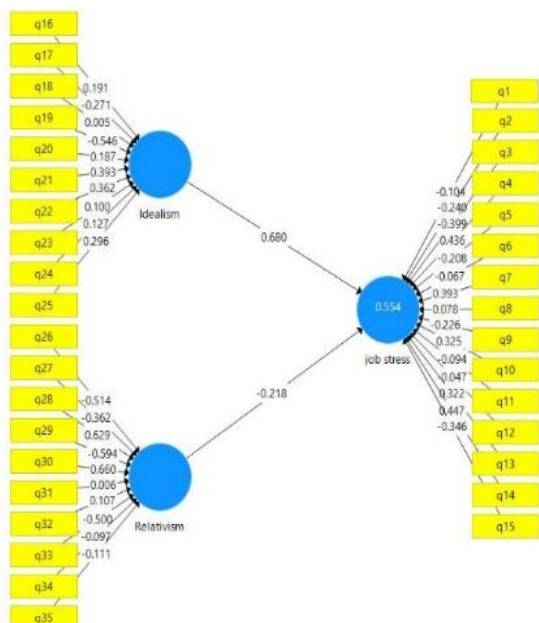 q16
q17
q18
q19
q20
q21
q22
q23
q24
q25
0.191
-0.271
0.005
-0.546
0.187
0.393
0.362
0.100
0.127
0.296
Idealism
0.680
q26
q27
q28
q29
q30
q31
q32
q33
q34
q35
-0.514
-0.362
0.629
-0.594
0.660
0.006
0.107
-0.500
-0.097
-0.111
Relativism
-0.218
0.554
job stress
-0.104
-0.240
-0.399
0.436
-0.208
-0.067
0.393
0.078
-0.226
0.325
-0.094
-0.047
0.322
0.447
-0.346
q1
q2
q3
q4
q5
q6
q7
q8
q9
q10
q11
q12
q13
q14
q15